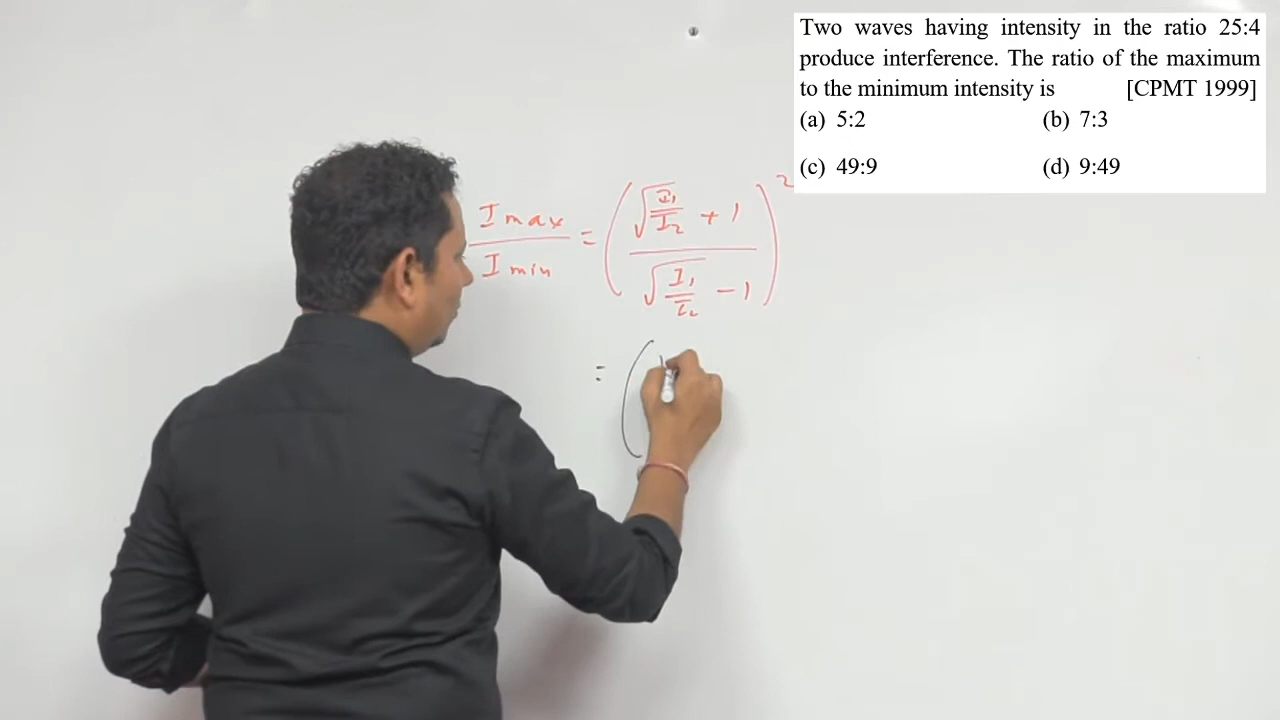 Two waves having intensity in the ratio 25:4
produce interference. The ratio of the maximum
to the minimum intensity is [CPMT 1999]
(a) 5:2 (b) 7:3
(c) 49:9 (d) 9:49
I max / I min = ( (√(I₁/I₂) + 1) / (√(I₁/I₂) - 1) )²
= (